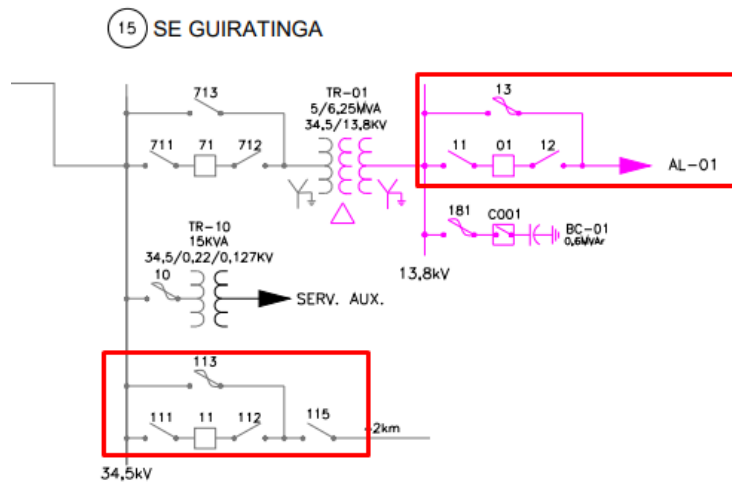 15 SE GUIRATINGA
713
TR-01
5/6,25MVA
34,5/13,8KV
13
711 71 712
11 01 12
AL-01
181 C001 BC-01
0,6MVAr
13,8kV
TR-10
15KVA
34,5/0,22/0,127KV
10
SERV. AUX.
113
111 11 112 115
2km
34,5kV